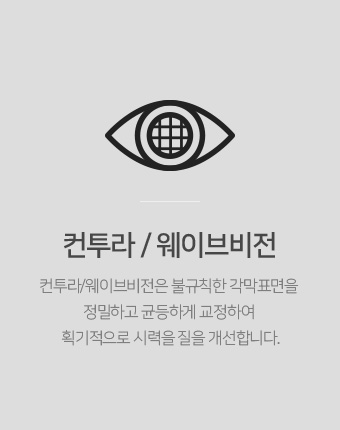 컨투라 / 웨이브비전
컨투라/웨이브비전은 불규칙한 각막표면을
정밀하고 균등하게 교정하여
획기적으로 시력을 질을 개선합니다.